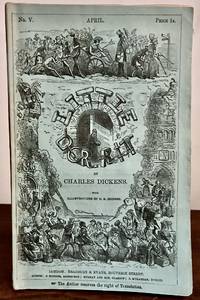 No. V. APRIL. PRICE 1s.
LITTLE
DORRIT
BY
CHARLES DICKENS.
WITH
ILLUSTRATIONS BY H. K. BROWNE.
LONDON: BRADBURY & EVANS, BOUVERIE STREET.
The Author reserves the right of Translation.